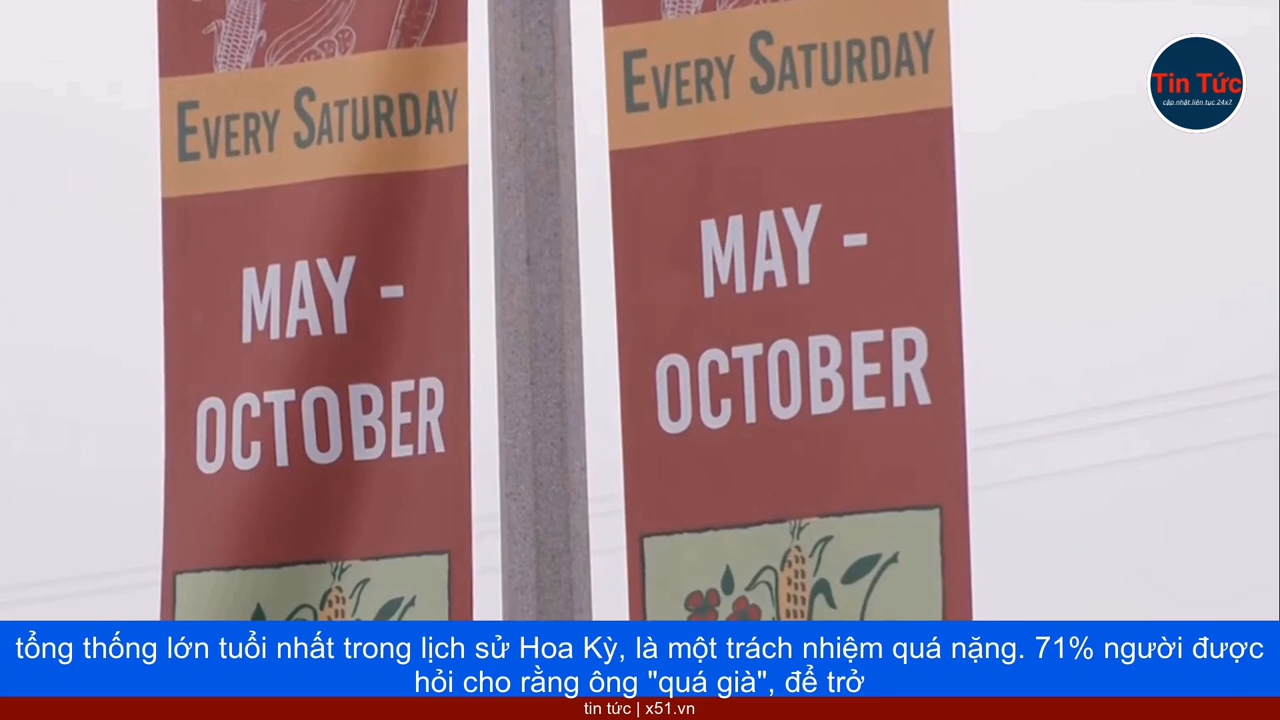 EVERY SATURDAY
MAY -
OCTOBER
EVERY SATURDAY
MAY -
OCTOBER
Tin Tức
cập nhật liên tục 24x7
tổng thống lớn tuổi nhất trong lịch sử Hoa Kỳ, là một trách nhiệm quá nặng. 71% người được
hỏi cho rằng ông "quá già", để trở
tin tức | x51.vn